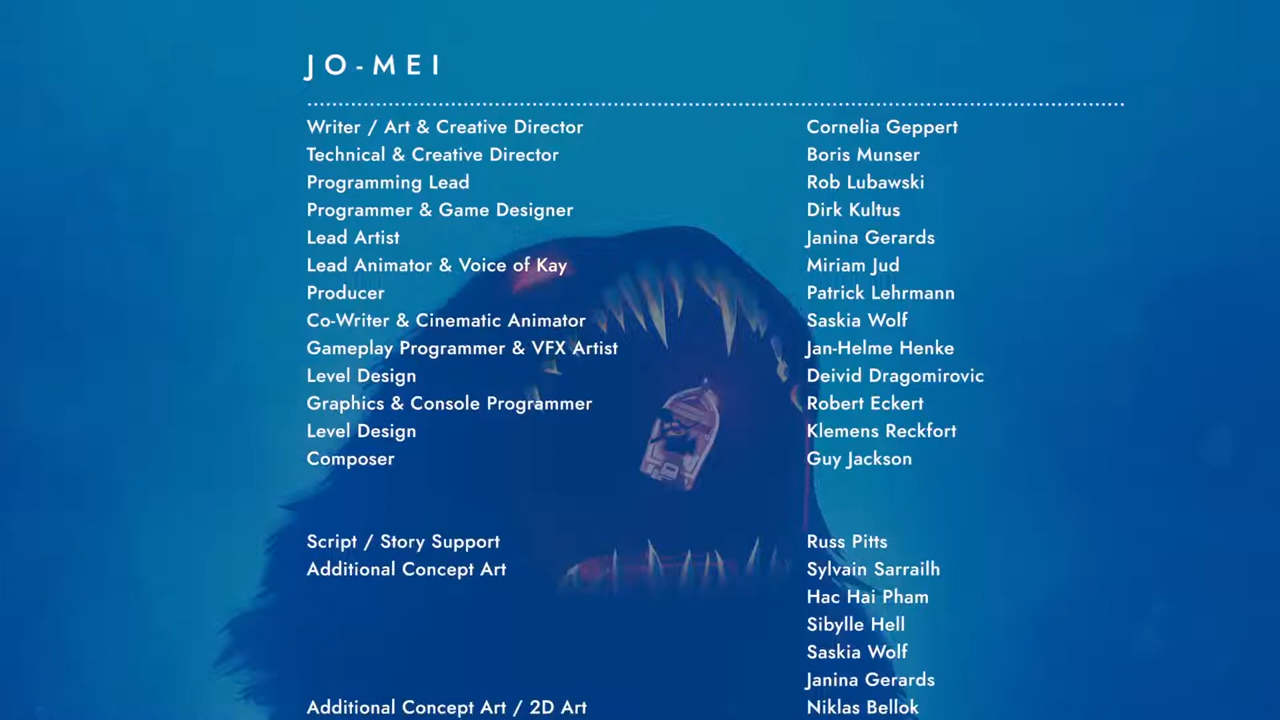 JO-MEI
Writer / Art & Creative Director Cornelia Geppert
Technical & Creative Director Boris Munser
Programming Lead Rob Lubawski
Programmer & Game Designer Dirk Kultus
Lead Artist Janina Gerards
Lead Animator & Voice of Kay Miriam Jud
Producer Patrick Lehrmann
Co-Writer & Cinematic Animator Saskia Wolf
Gameplay Programmer & VFX Artist Jan-Helme Henke
Level Design Deivid Dragomirovic
Graphics & Console Programmer Robert Eckert
Level Design Klemens Reckfort
Composer Guy Jackson
Script / Story Support Russ Pitts
Additional Concept Art Sylvain Sarrailh
Hac Hai Pham
Sibylle Hell
Saskia Wolf
Janina Gerards
Additional Concept Art / 2D Art Niklas Bellok